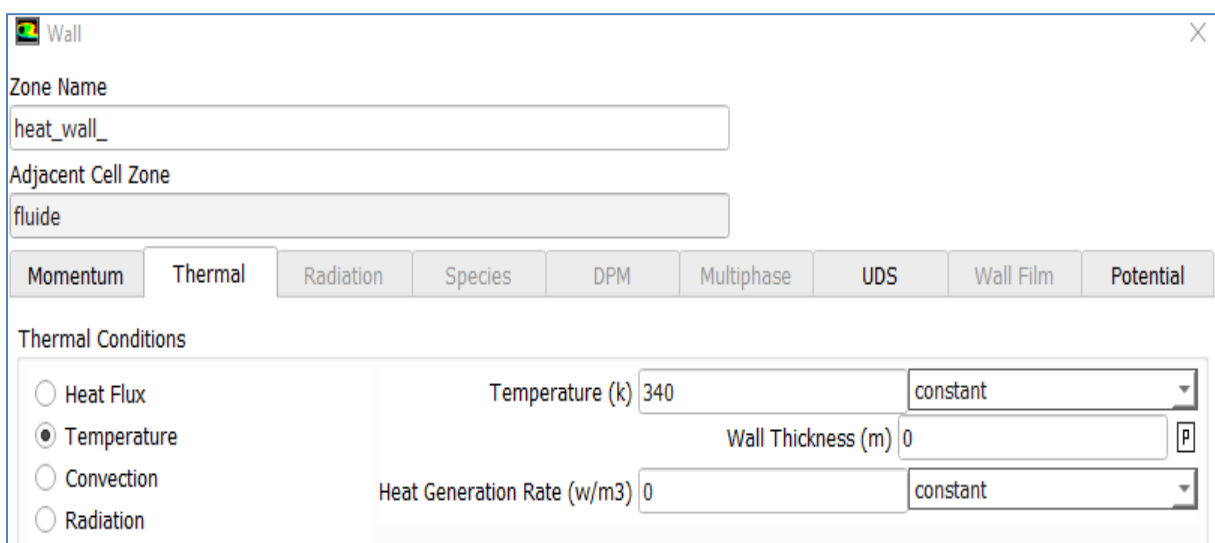 Wall
Zone Name
heat_wall_
Adjacent Cell Zone
fluide
Momentum Thermal Radiation Species DPM Multiphase UDS Wall Film Potential
Thermal Conditions
Heat Flux
Temperature
Convection
Radiation
Temperature (k) 340 constant
Wall Thickness (m) 0 P
Heat Generation Rate (w/m3) 0 constant